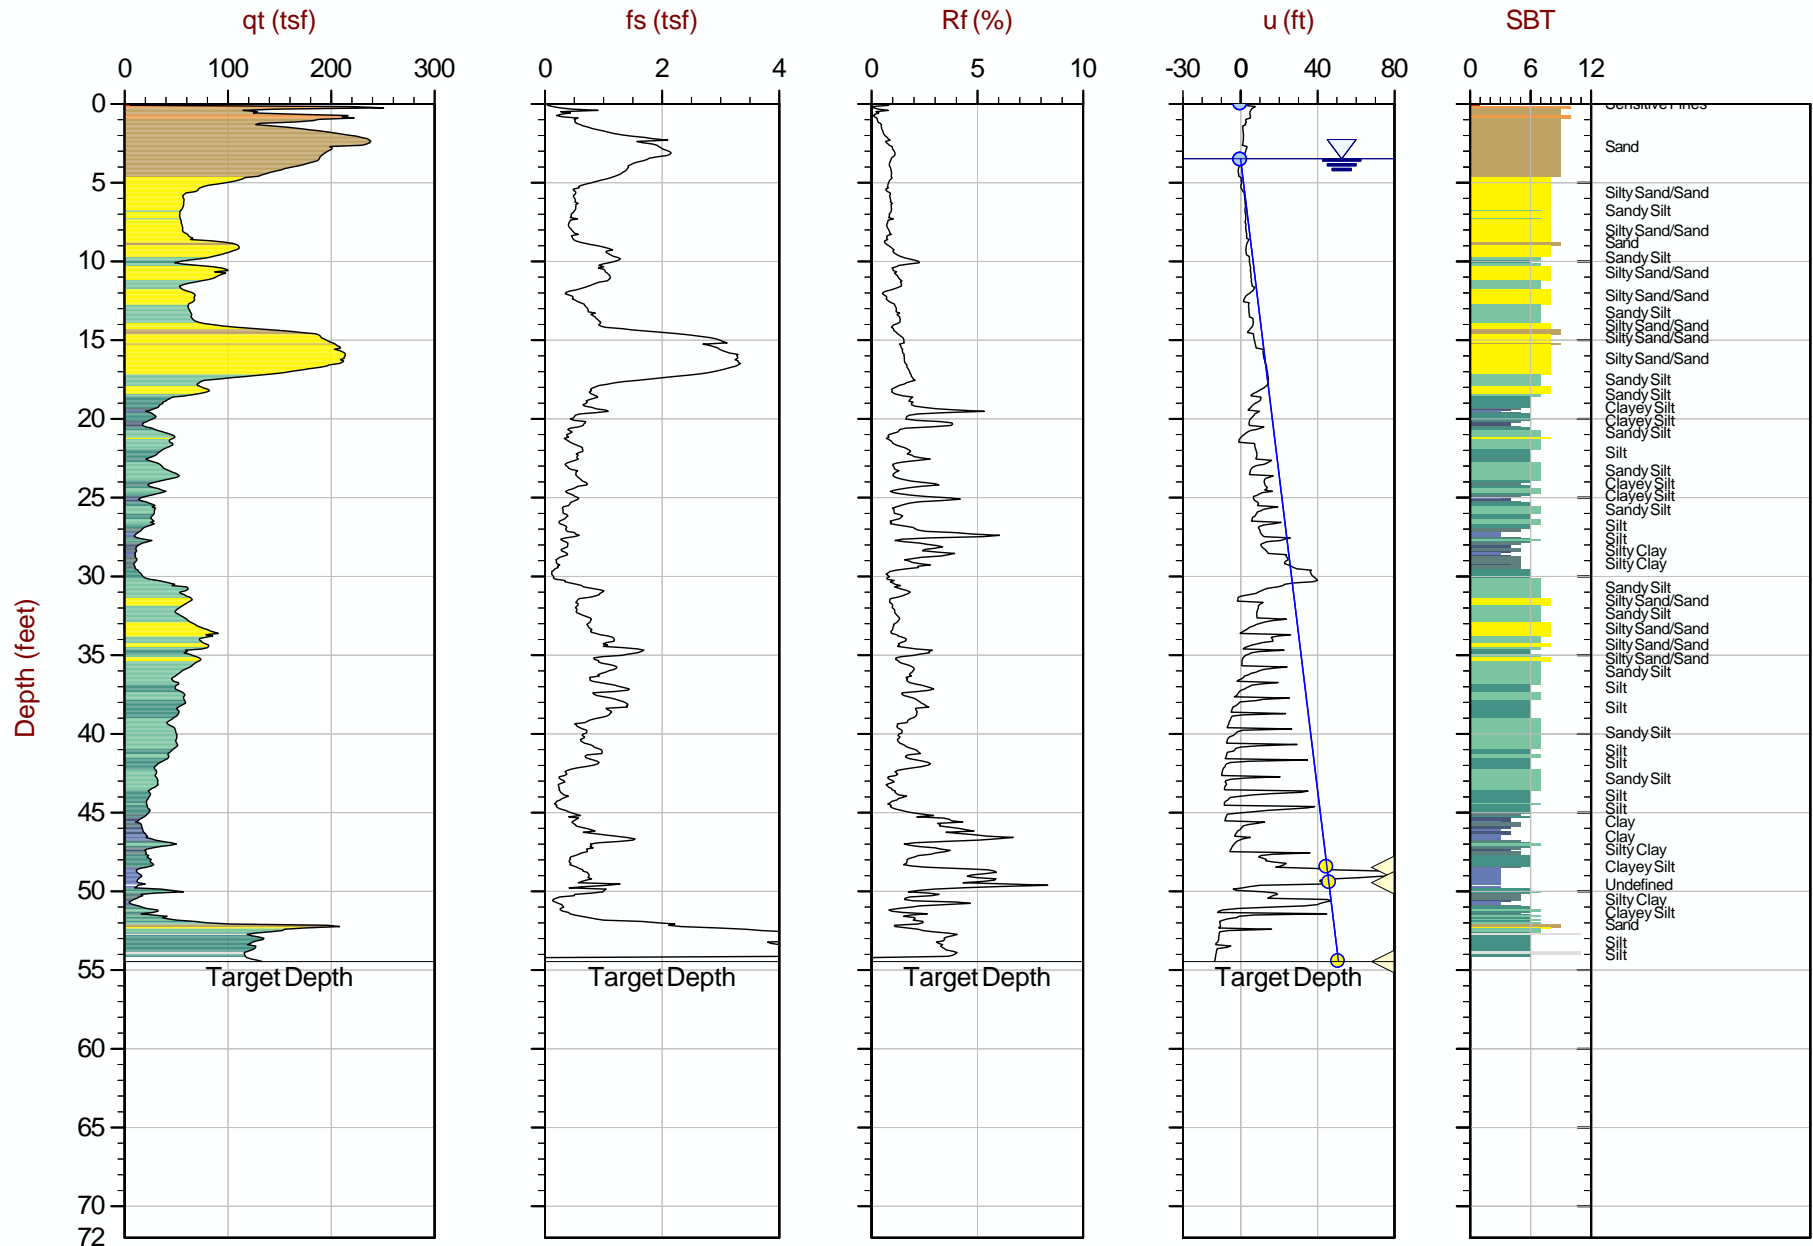 qt (tsf)
fs (tsf)
Rf (%)
u (ft)
SBT
0 100 200 300
0 2 4
0 5 10
-30 0 40 80
0 6 12
Depth (feet)
0
5
10
15
20
25
30
35
40
45
50
55
60
65
70
72
Sensitive Fines
Sand
Silty Sand/Sand
Sandy Silt
Silty Sand/Sand
Sand
Sandy Silt
Silty Sand/Sand
Silty Sand/Sand
Sandy Silt
Silty Sand/Sand
Silty Sand/Sand
Silty Sand/Sand
Sandy Silt
Sandy Silt
Clayey Silt
Clayey Silt
Sandy Silt
Silt
Sandy Silt
Clayey Silt
Clayey Silt
Sandy Silt
Silt
Silt
Silty Clay
Silty Clay
Sandy Silt
Silty Sand/Sand
Sandy Silt
Silty Sand/Sand
Silty Sand/Sand
Silty Sand/Sand
Sandy Silt
Silt
Silt
Sandy Silt
Silt
Silt
Sandy Silt
Silt
Silt
Clay
Clay
Silty Clay
Clayey Silt
Undefined
Silty Clay
Clayey Silt
Sand
Silt
Silt
Target Depth
Target Depth
Target Depth
Target Depth